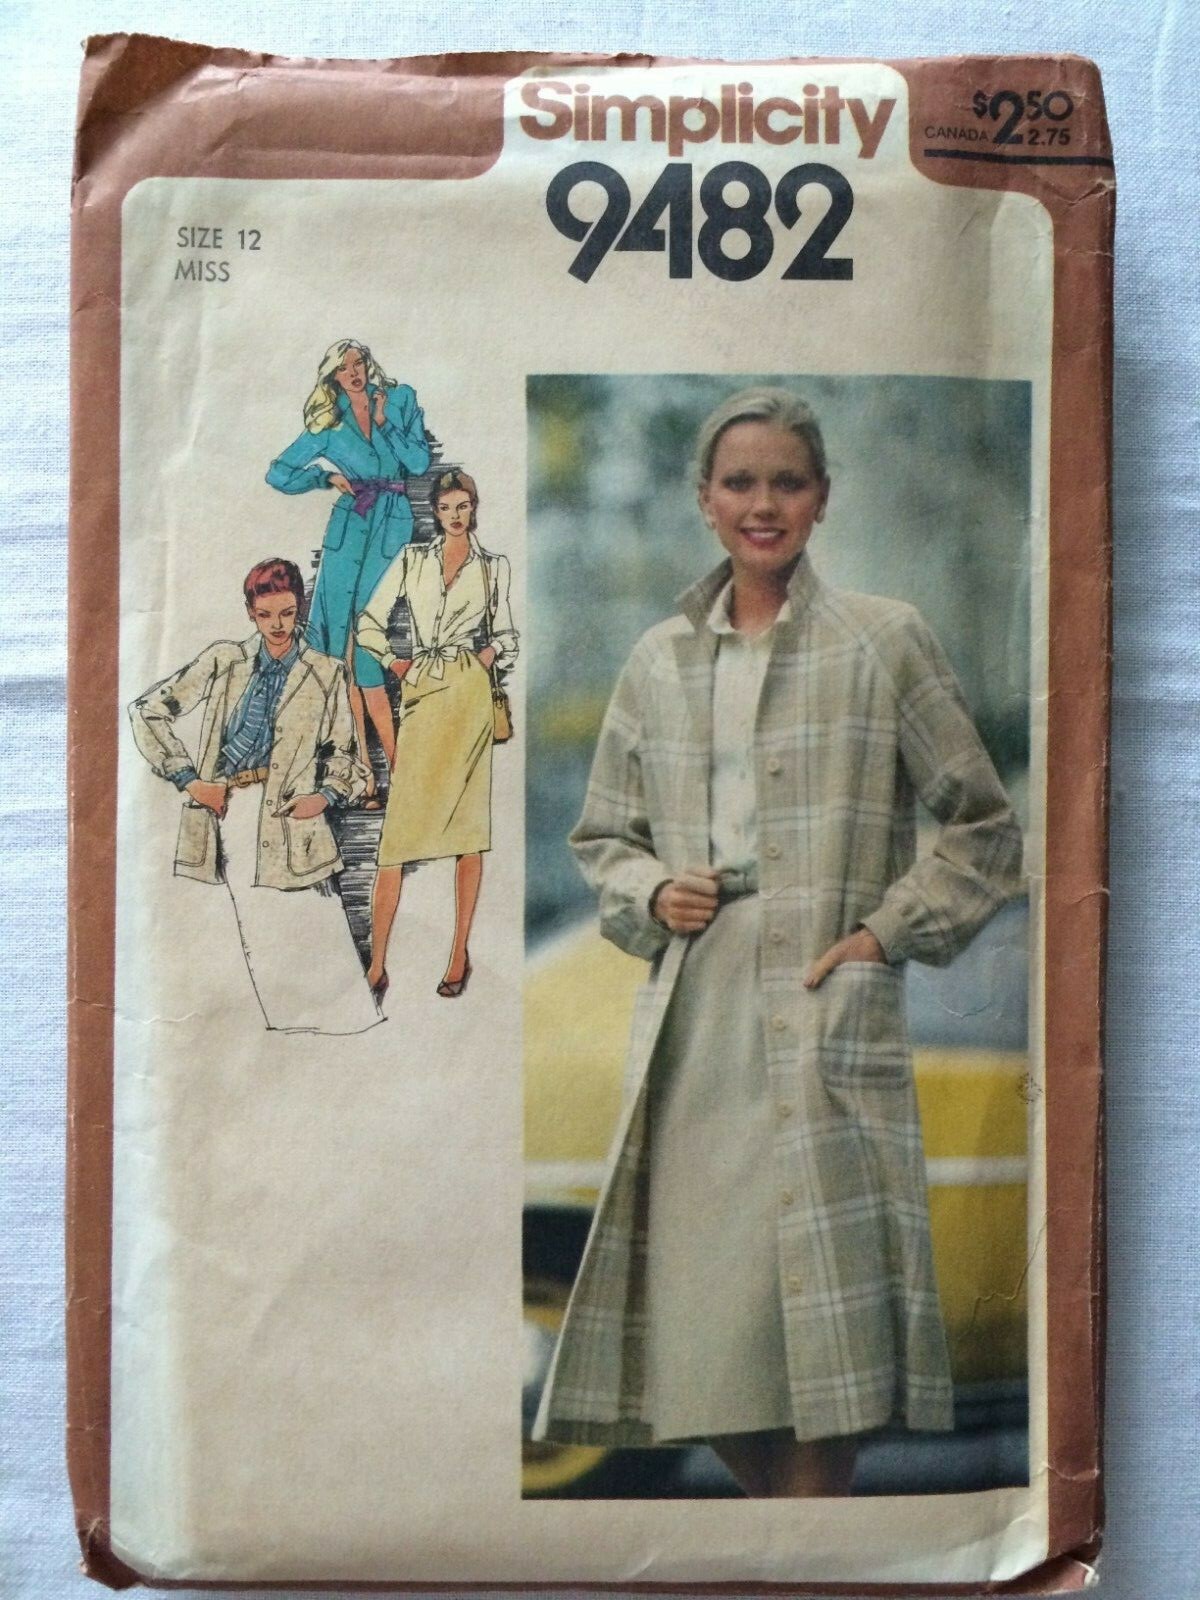 Simplicity
9482
$2.50
CANADA 2.75
SIZE 12
MISS